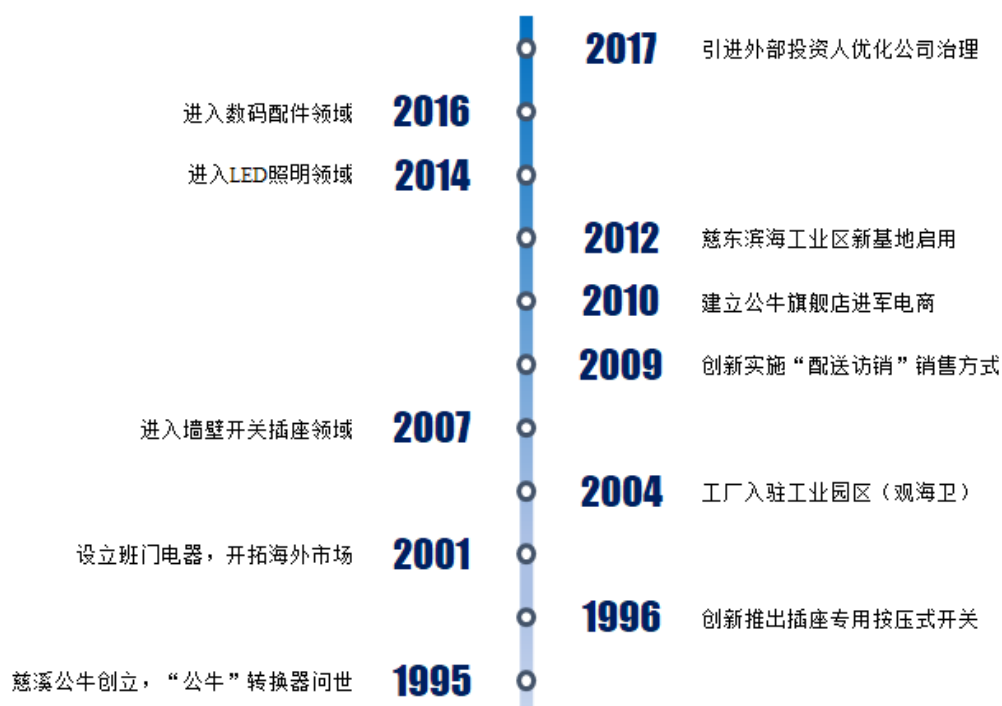 2017 引进外部投资人优化公司治理
进入数码配件领域 2016
进入LED照明领域 2014
2012 慈东滨海工业区新基地启用
2010 建立公牛旗舰店进军电商
2009 创新实施“配送访销”销售方式
进入墙壁开关插座领域 2007
2004 工厂入驻工业园区（观海卫）
设立班门电器，开拓海外市场 2001
1996 创新推出插座专用按压式开关
慈溪公牛创立，“公牛”转换器问世 1995